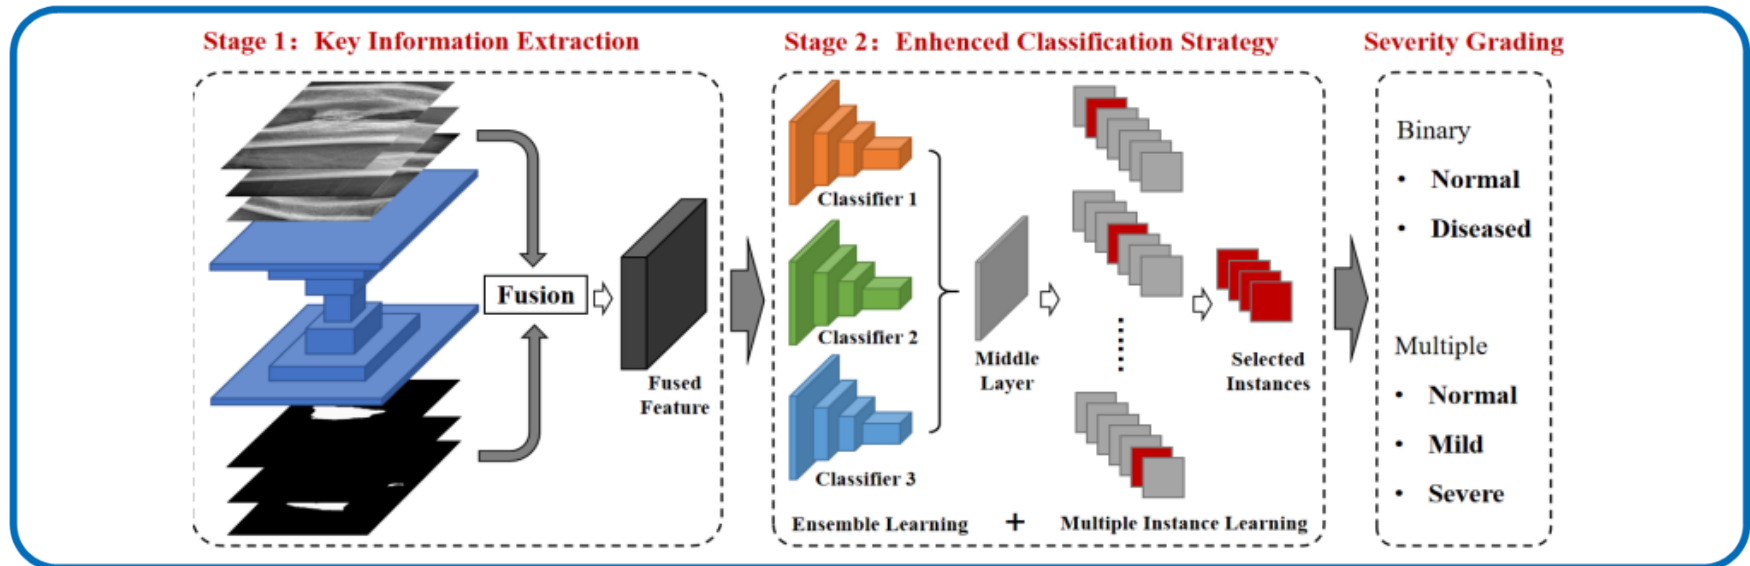 Stage 1: Key Information Extraction
Fusion
Fused
Feature
Stage 2: Enhenced Classification Strategy
Classifier 1
Classifier 2
Classifier 3
Middle
Layer
Selected
Instances
Ensemble Learning + Multiple Instance Learning
Severity Grading
Binary
• Normal
• Diseased
Multiple
• Normal
• Mild
• Severe